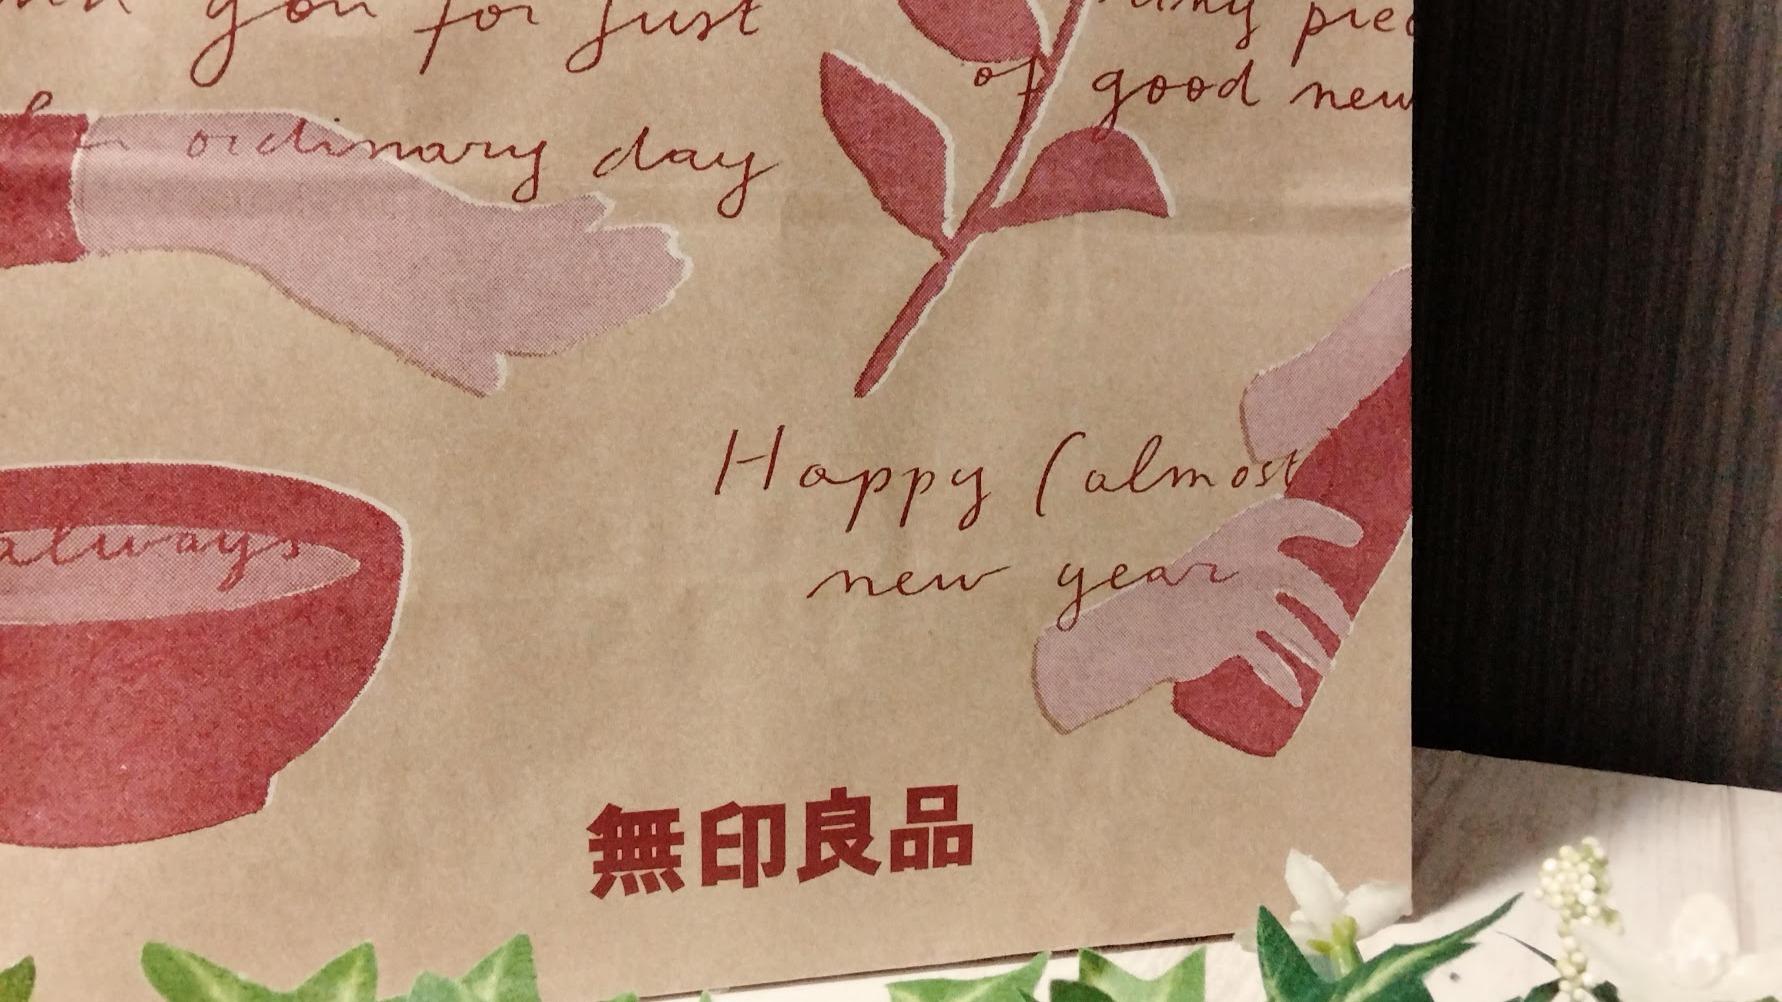 you for just
ordinary day
of good new
always
Happy (almost
new year
無印良品